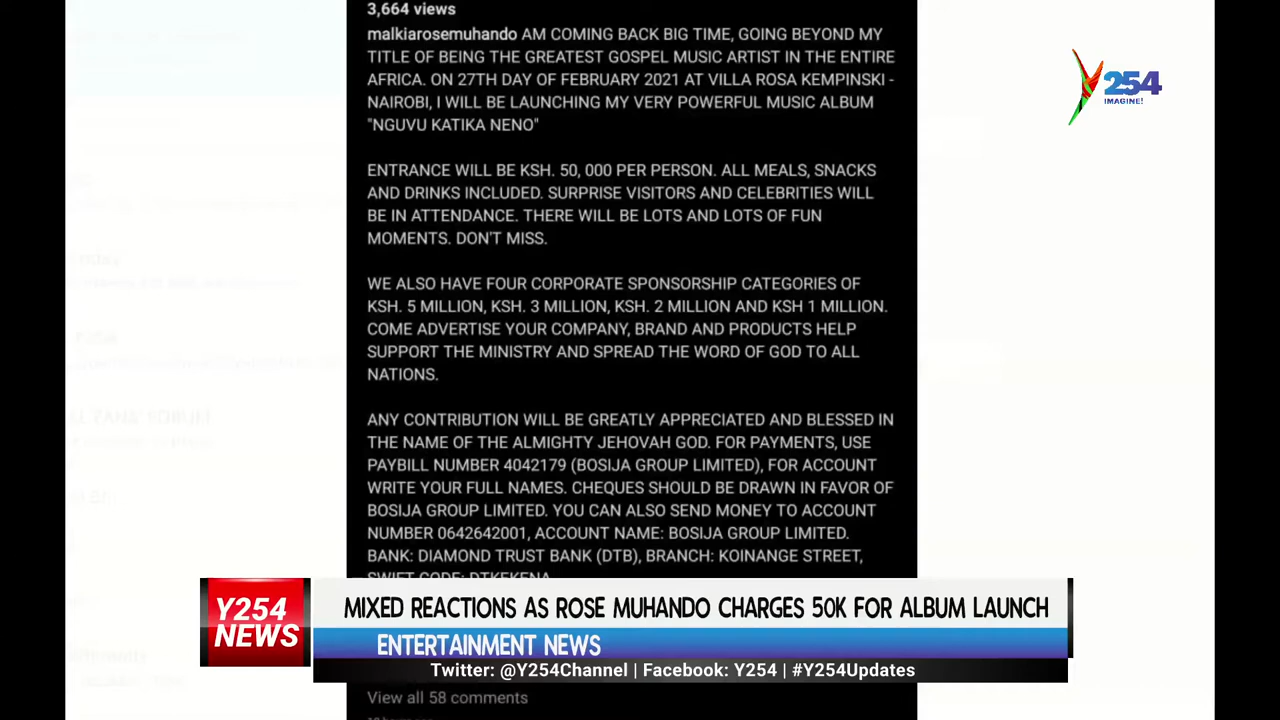 3,664 views
malkiarosemuhando AM COMING BACK BIG TIME, GOING BEYOND MY
TITLE OF BEING THE GREATEST GOSPEL MUSIC ARTIST IN THE ENTIRE
AFRICA. ON 27TH DAY OF FEBRUARY 2021 AT VILLA ROSA KEMPINSKI -
NAIROBI, I WILL BE LAUNCHING MY VERY POWERFUL MUSIC ALBUM
"NGUVU KATIKA NENO"
ENTRANCE WILL BE KSH. 50, 000 PER PERSON. ALL MEALS, SNACKS
AND DRINKS INCLUDED. SURPRISE VISITORS AND CELEBRITIES WILL
BE IN ATTENDANCE. THERE WILL BE LOTS AND LOTS OF FUN
MOMENTS. DON'T MISS.
WE ALSO HAVE FOUR CORPORATE SPONSORSHIP CATEGORIES OF
KSH. 5 MILLION, KSH. 3 MILLION, KSH. 2 MILLION AND KSH 1 MILLION.
COME ADVERTISE YOUR COMPANY, BRAND AND PRODUCTS HELP
SUPPORT THE MINISTRY AND SPREAD THE WORD OF GOD TO ALL
NATIONS.
ANY CONTRIBUTION WILL BE GREATLY APPRECIATED AND BLESSED IN
THE NAME OF THE ALMIGHTY JEHOVAH GOD. FOR PAYMENTS, USE
PAYBILL NUMBER 4042179 (BOSIJA GROUP LIMITED), FOR ACCOUNT
WRITE YOUR FULL NAMES. CHEQUES SHOULD BE DRAWN IN FAVOR OF
BOSIJA GROUP LIMITED. YOU CAN ALSO SEND MONEY TO ACCOUNT
NUMBER 0642642001, ACCOUNT NAME: BOSIJA GROUP LIMITED.
BANK: DIAMOND TRUST BANK (DTB), BRANCH: KOINANGE STREET,
SWIFT CODE: DTKEKENA
Y254
IMAGINE!
Y254
NEWS
MIXED REACTIONS AS ROSE MUHANDO CHARGES 50K FOR ALBUM LAUNCH
ENTERTAINMENT NEWS
Twitter: @Y254Channel | Facebook: Y254 | #Y254Updates
View all 58 comments